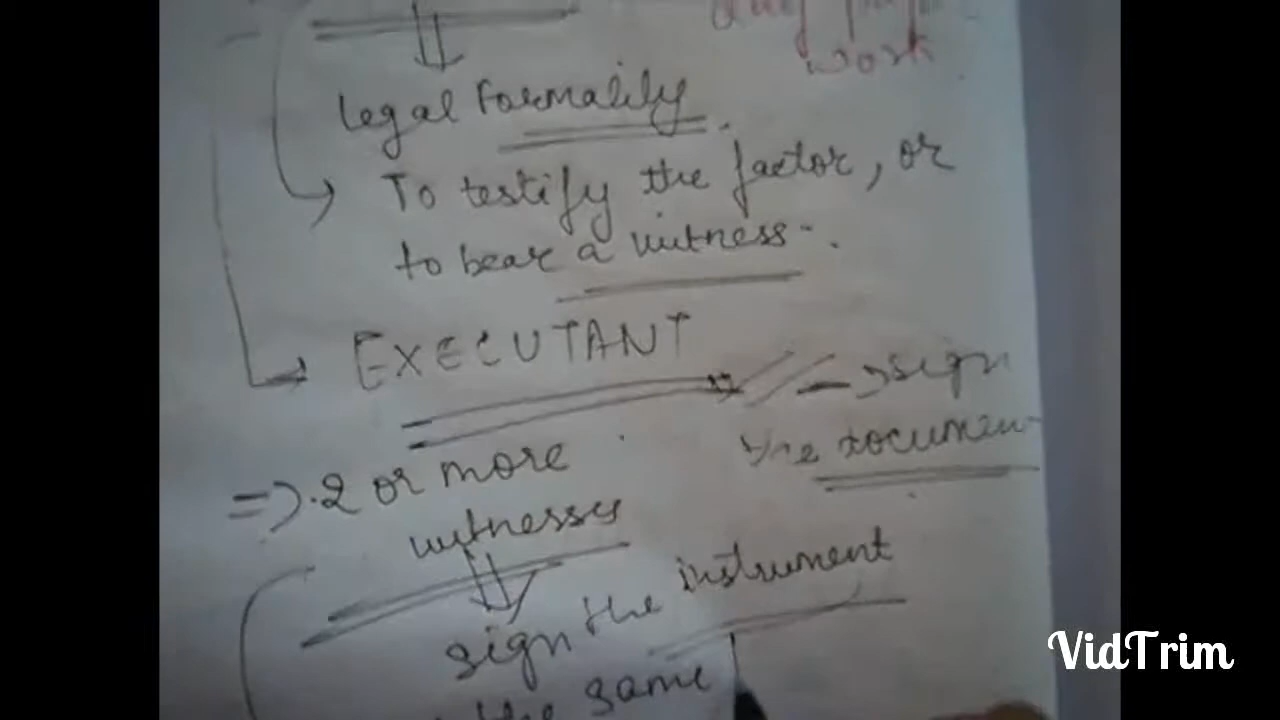 work
Legal Formality
To testify the factor, or
to bear a witness.
EXECUTANT → sign
the document
⇒ 2 or more
witnesses
sign the instrument
the same
VidTrim